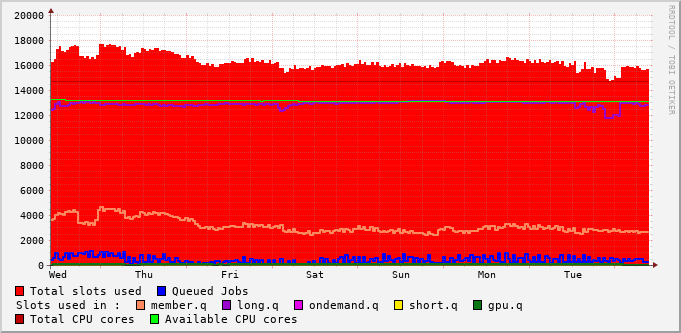 RRDTOOL / TOBI OETIKER
20000
18000
16000
14000
12000
10000
8000
6000
4000
2000
0
Wed Thu Fri Sat Sun Mon Tue
Total slots used Queued Jobs
Slots used in : member.q long.q ondemand.q short.q gpu.q
Total CPU cores Available CPU cores